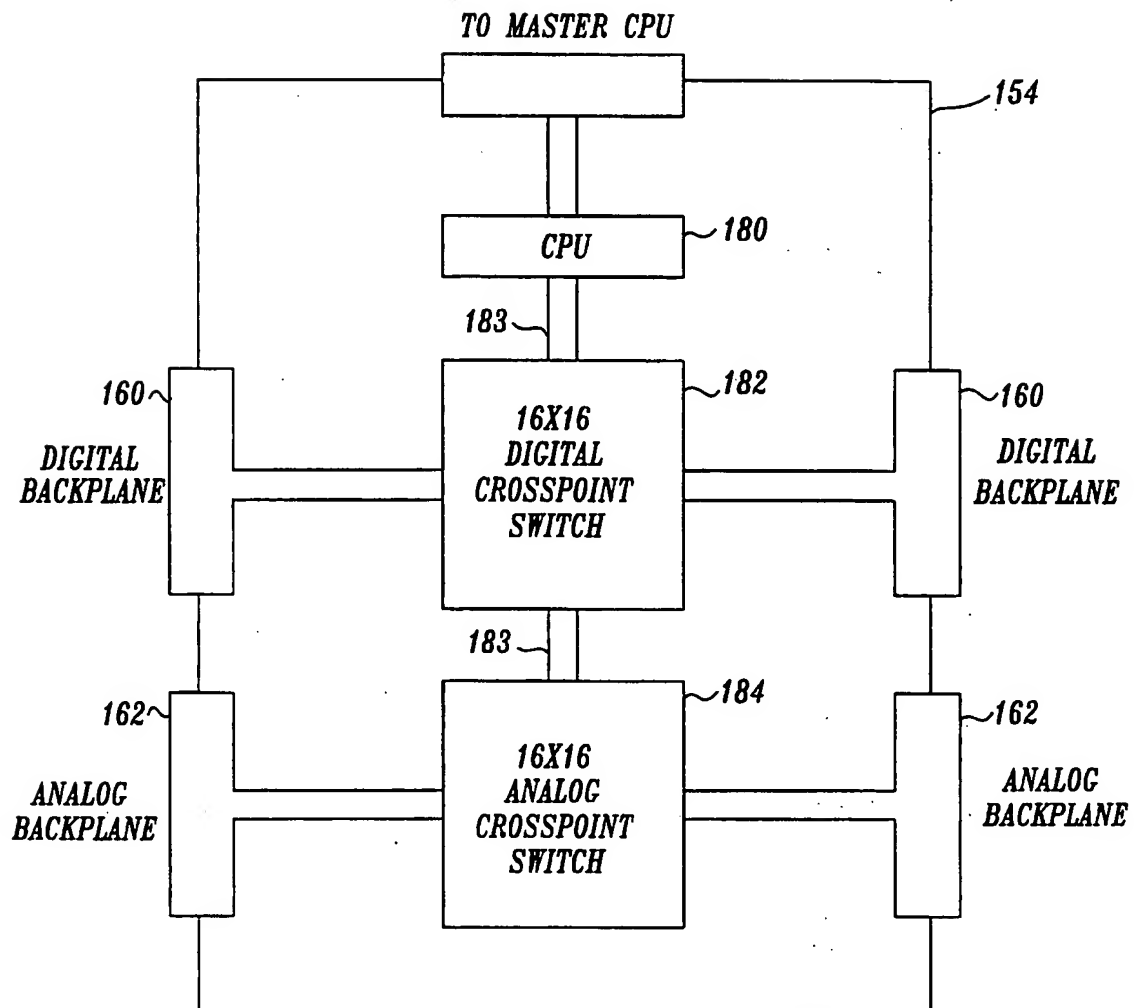 TO MASTER CPU
154
CPU
180
183
160
182
160
16X16
DIGITAL
CROSSPOINT
SWITCH
DIGITAL
BACKPLANE
DIGITAL
BACKPLANE
183
162
184
162
16X16
ANALOG
CROSSPOINT
SWITCH
ANALOG
BACKPLANE
ANALOG
BACKPLANE